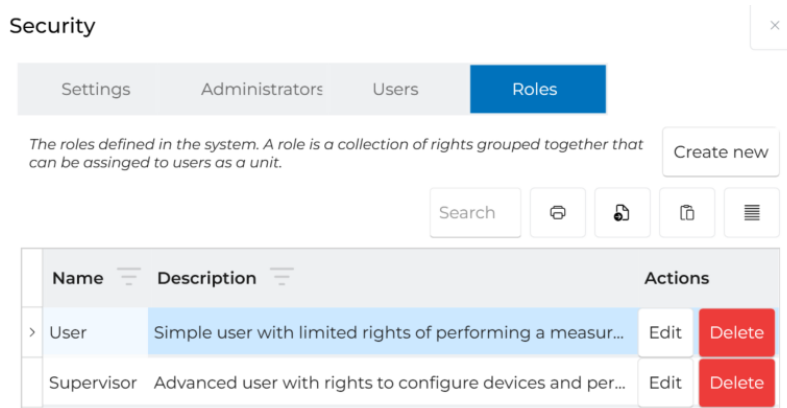 Security
Settings Administrators Users Roles
The roles defined in the system. A role is a collection of rights grouped together that
can be assinged to users as a unit.
Create new
Search
Name Description Actions
User Simple user with limited rights of performing a measur... Edit Delete
Supervisor Advanced user with rights to configure devices and per... Edit Delete